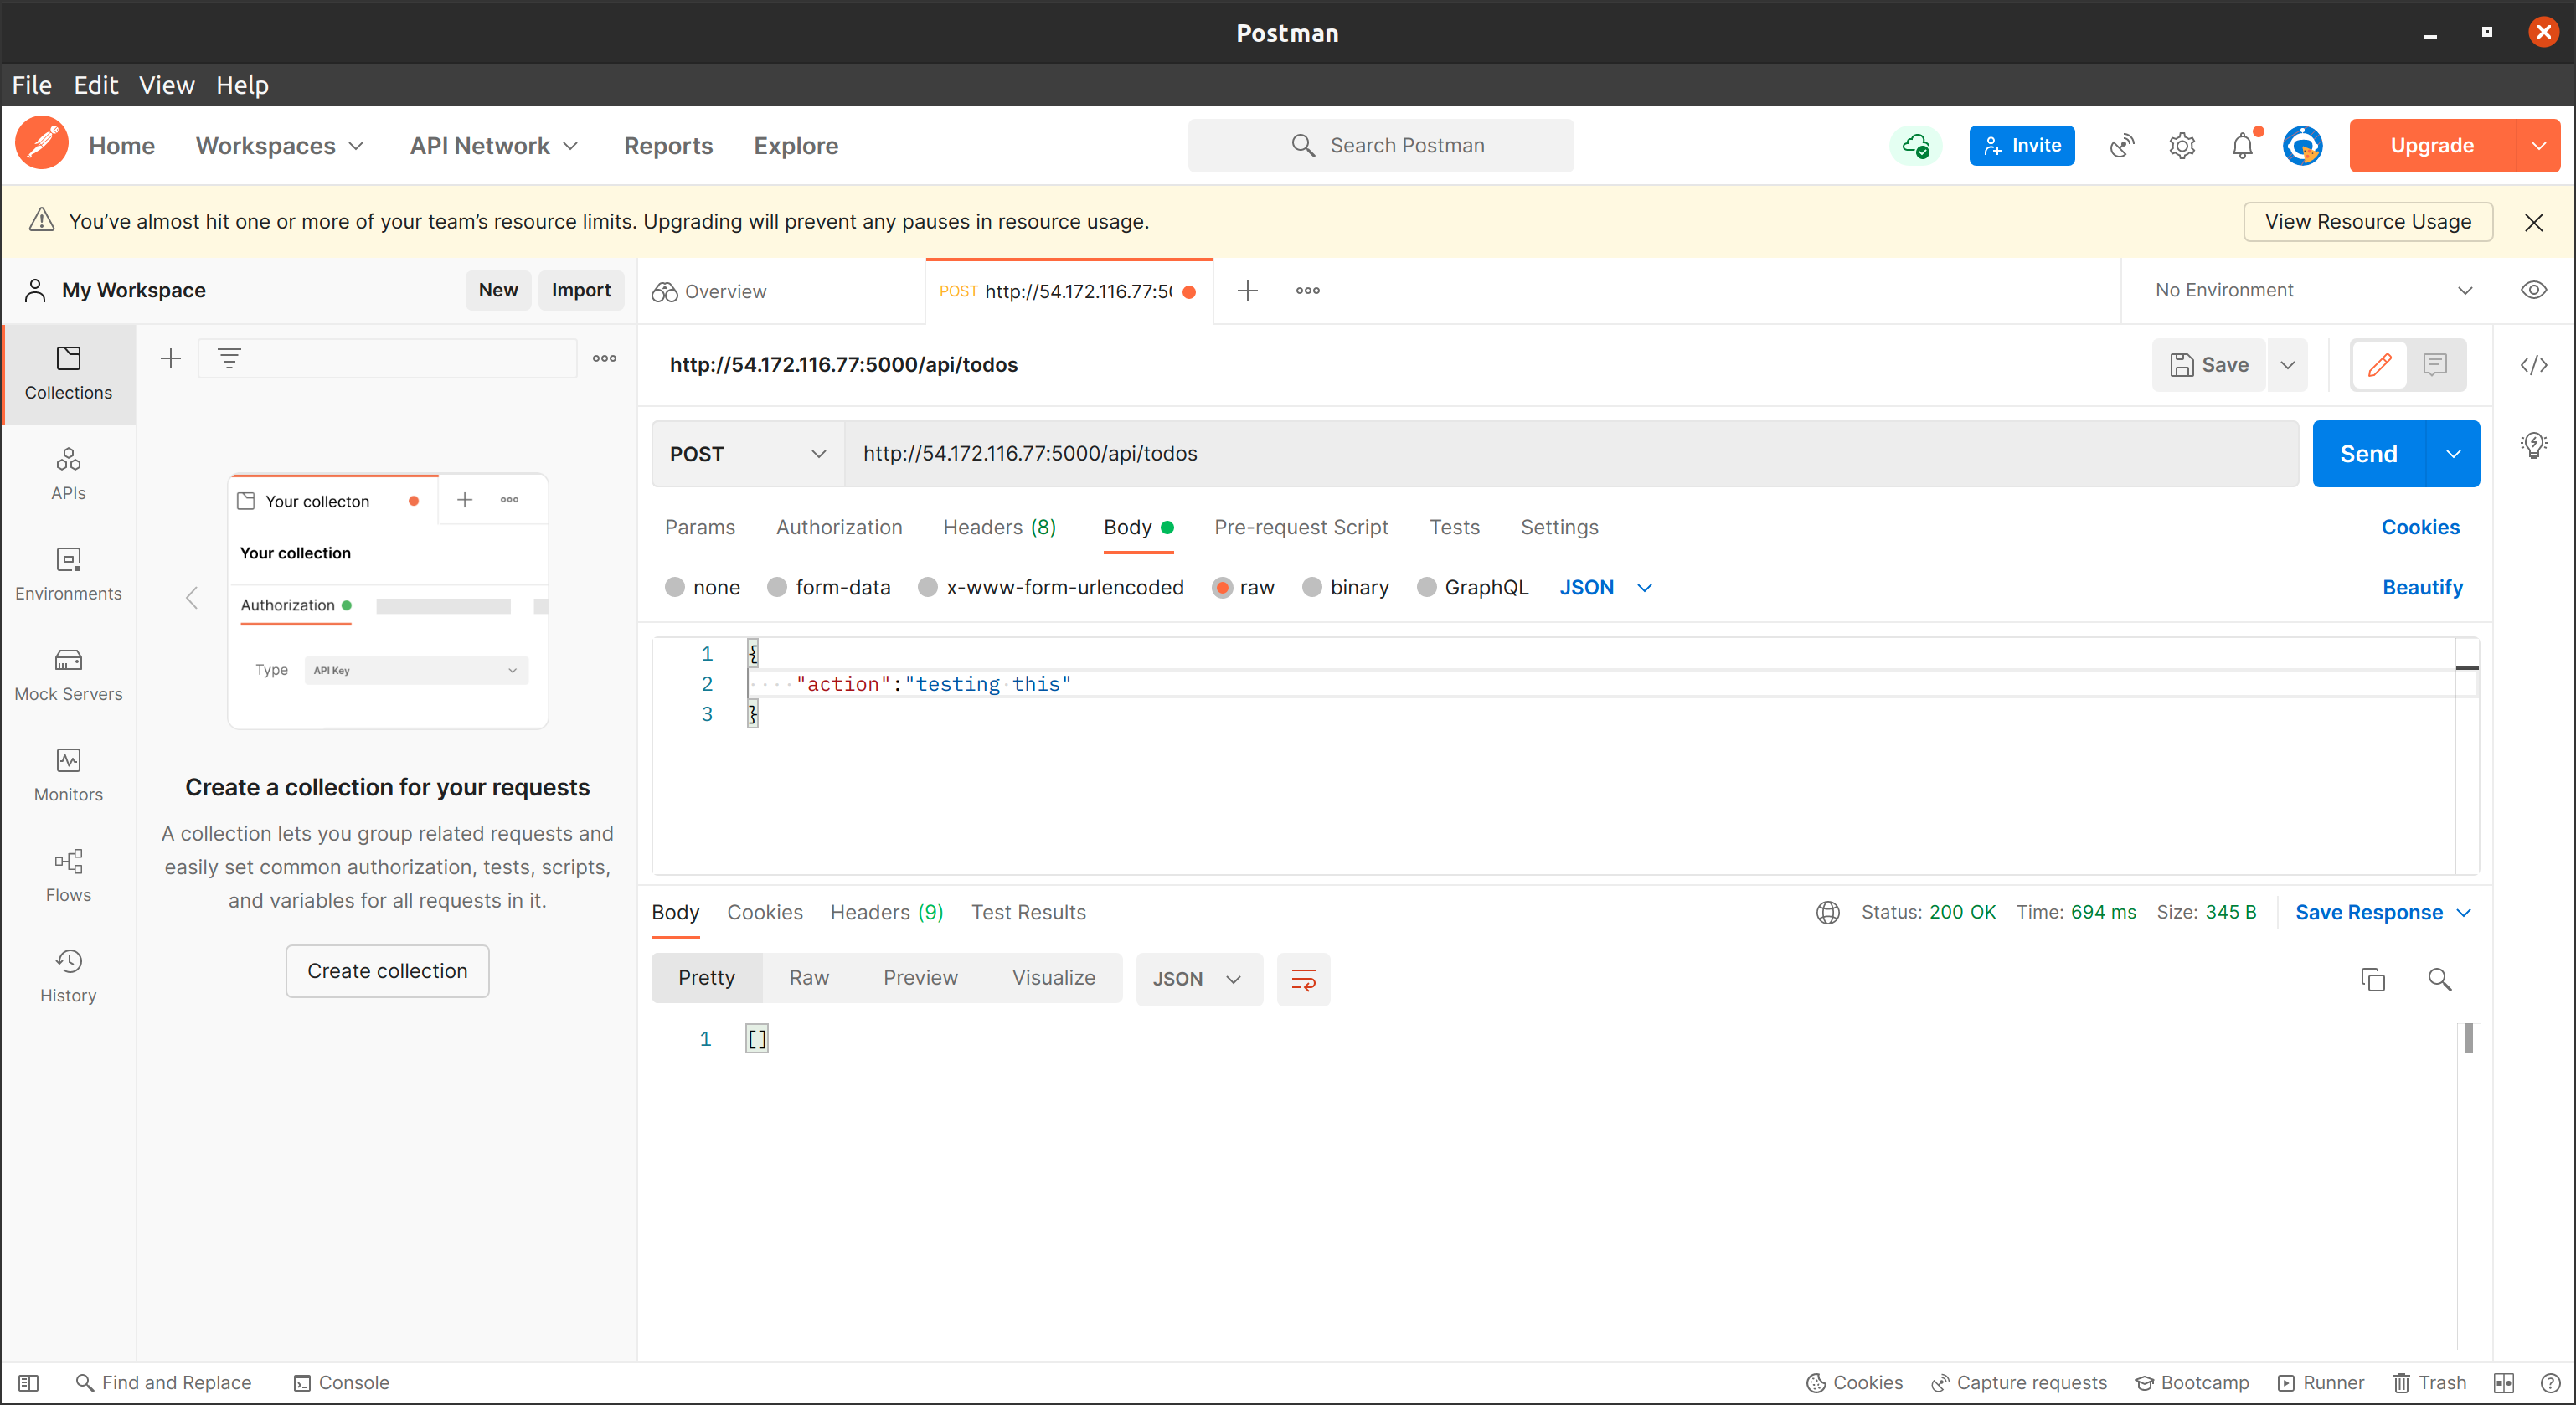 Postman
File Edit View Help
Home Workspaces API Network Reports Explore Search Postman Invite Upgrade
You've almost hit one or more of your team's resource limits. Upgrading will prevent any pauses in resource usage. View Resource Usage
My Workspace New Import Overview POST http://54.172.116.77:50 No Environment
Collections
http://54.172.116.77:5000/api/todos Save
POST http://54.172.116.77:5000/api/todos Send
APIs
Your collecton
Params Authorization Headers (8) Body Pre-request Script Tests Settings Cookies
Your collection
Environments
none form-data x-www-form-urlencoded raw binary GraphQL JSON Beautify
Authorization
1 {
Type API Key
2 "action":"testing this"
Mock Servers
3 }
Monitors
Create a collection for your requests
A collection lets you group related requests and
easily set common authorization, tests, scripts,
and variables for all requests in it.
Flows
Body Cookies Headers (9) Test Results Status: 200 OK Time: 694 ms Size: 345 B Save Response
Create collection
Pretty Raw Preview Visualize JSON
History
1 []
Find and Replace Console Cookies Capture requests Bootcamp Runner Trash